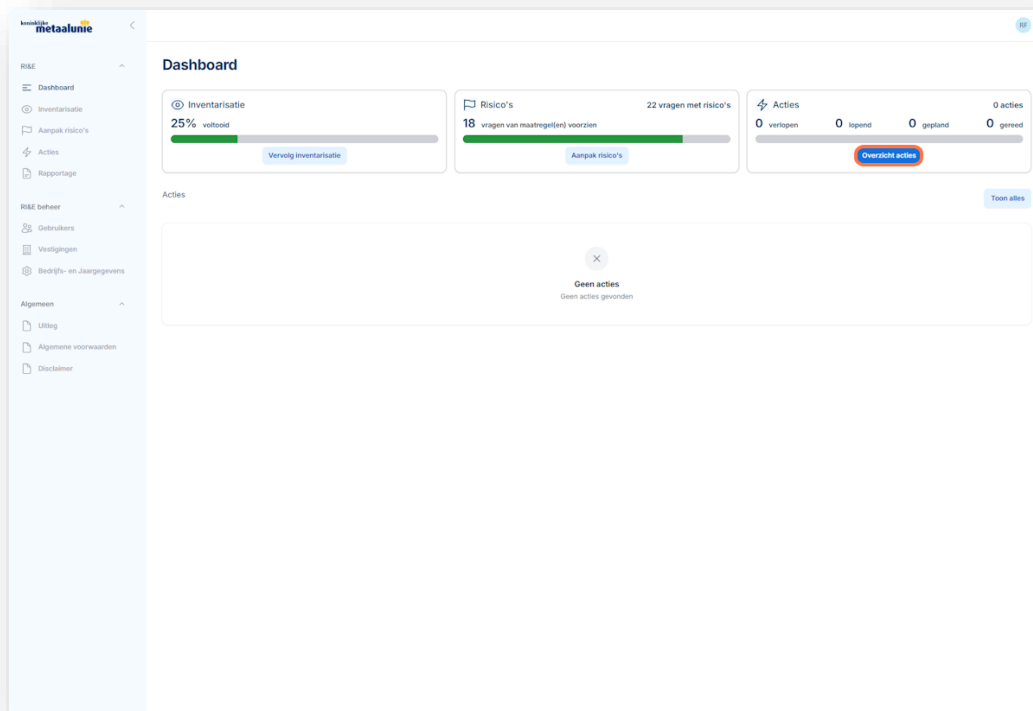 koninklijke
metaalunie
RF
RI&E
Dashboard
Inventarisatie
Aanpak risico's
Acties
Rapportage
RI&E beheer
Gebruikers
Vestigingen
Bedrijfs- en Jaargegevens
Algemeen
Uitleg
Algemene voorwaarden
Disclaimer
Dashboard
Inventarisatie
25% voltooid
Vervolg inventarisatie
Risico's 22 vragen met risico's
18 vragen van maatregel(en) voorzien
Aanpak risico's
Acties 0 acties
0 verlopen 0 lopend 0 gepland 0 gereed
Overzicht acties
Acties
Toon alles
Geen acties
Geen acties gevonden